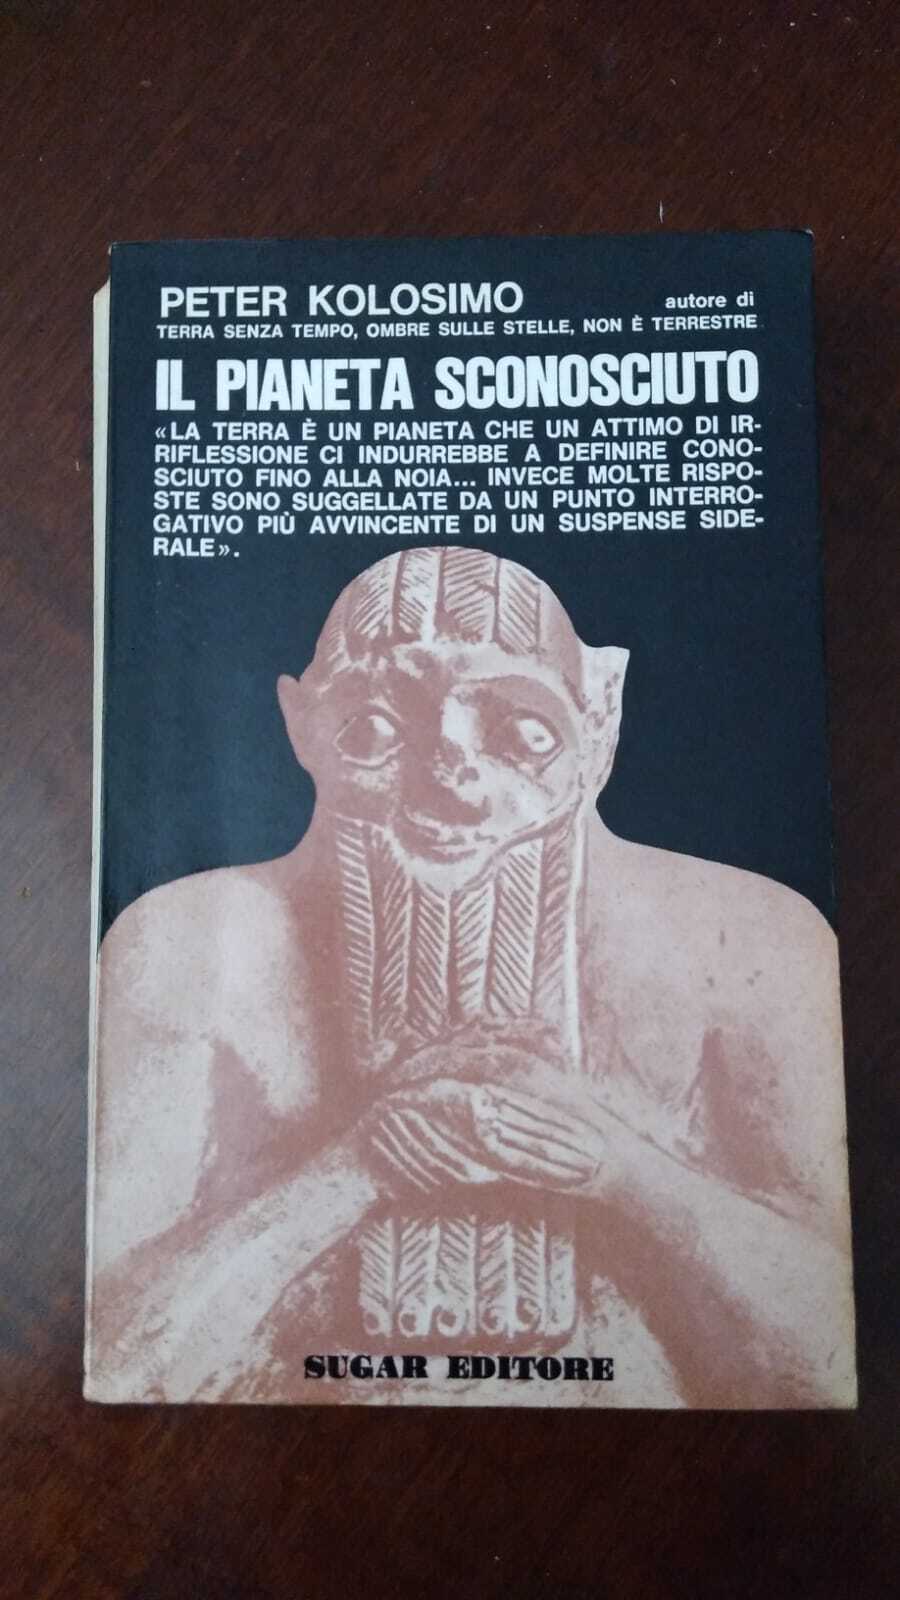 PETER KOLOSIMO autore di
TERRA SENZA TEMPO, OMBRE SULLE STELLE, NON È TERRESTRE
IL PIANETA SCONOSCIUTO
«LA TERRA È UN PIANETA CHE UN ATTIMO DI IR-
RIFLESSIONE CI INDURREBBE A DEFINIRE CONO-
SCIUTO FINO ALLA NOIA... INVECE MOLTE RISPO-
STE SONO SUGGELLATE DA UN PUNTO INTERRO-
GATIVO PIÙ AVVINCENTE DI UN SUSPENSE SIDE-
RALE».
SUGAR EDITORE